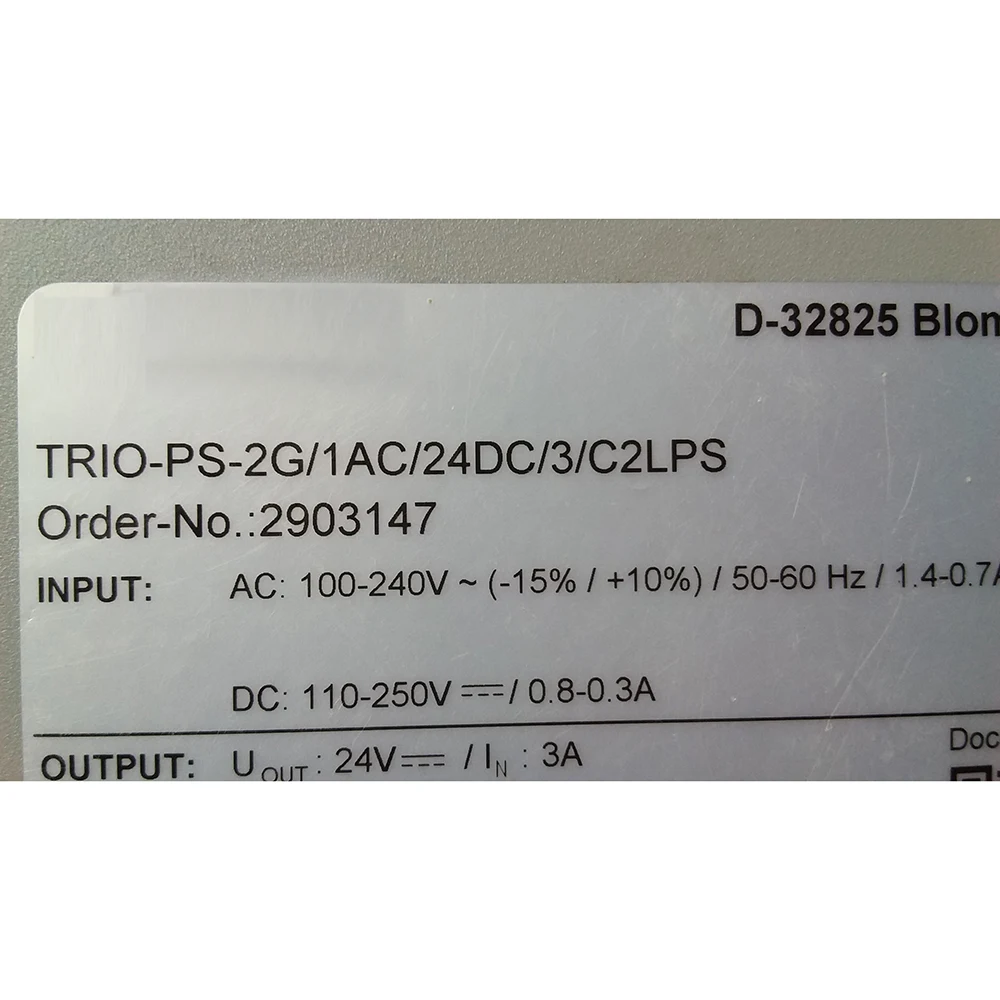 D-32825 Blom
TRIO-PS-2G/1AC/24DC/3/C2LPS
Order-No.:2903147
INPUT: AC: 100-240V ~ (-15% / +10%) / 50-60 Hz / 1.4-0.7A
DC: 110-250V ⎓ / 0.8-0.3A
Doc
OUTPUT: U OUT : 24V ⎓ / I N : 3A